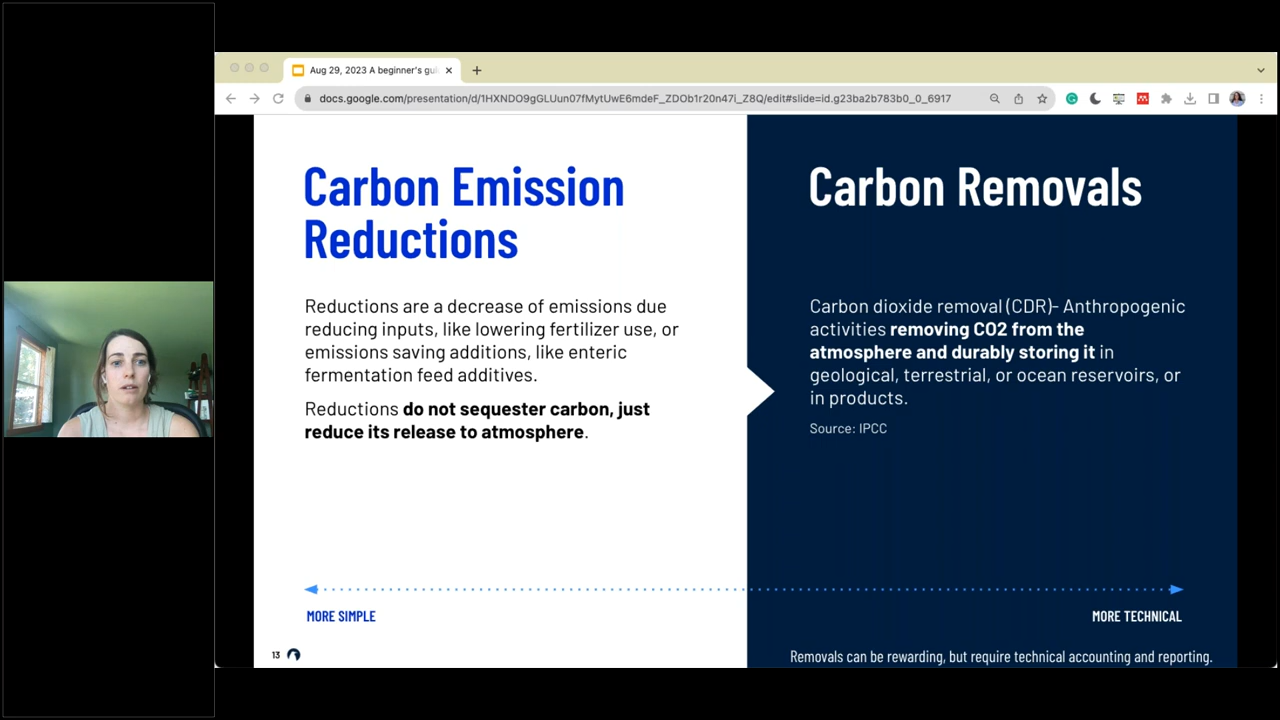 Aug 29, 2023 A beginner's gui
docs.google.com/presentation/d/1HXNDO9gGLUun07fMytUwE6mdeF_ZDOb1r20n47i_Z8Q/edit#slide=id.g23ba2b783b0_0_6917
Carbon Emission
Reductions
Reductions are a decrease of emissions due
reducing inputs, like lowering fertilizer use, or
emissions saving additions, like enteric
fermentation feed additives.
Reductions do not sequester carbon, just
reduce its release to atmosphere.
Carbon Removals
Carbon dioxide removal (CDR)- Anthropogenic
activities removing CO2 from the
atmosphere and durably storing it in
geological, terrestrial, or ocean reservoirs, or
in products.
Source: IPCC
MORE SIMPLE
MORE TECHNICAL
13
Removals can be rewarding, but require technical accounting and reporting.